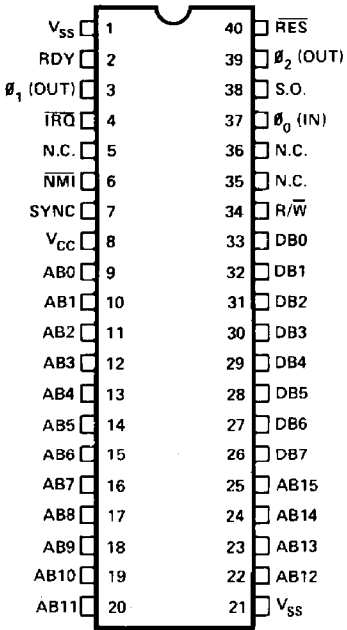 VSS 1 40 RES
RDY 2 39 Ø2 (OUT)
Ø1 (OUT) 3 38 S.O.
IRQ 4 37 Ø0 (IN)
N.C. 5 36 N.C.
NMI 6 35 N.C.
SYNC 7 34 R/W
VCC 8 33 DB0
AB0 9 32 DB1
AB1 10 31 DB2
AB2 11 30 DB3
AB3 12 29 DB4
AB4 13 28 DB5
AB5 14 27 DB6
AB6 15 26 DB7
AB7 16 25 AB15
AB8 17 24 AB14
AB9 18 23 AB13
AB10 19 22 AB12
AB11 20 21 VSS